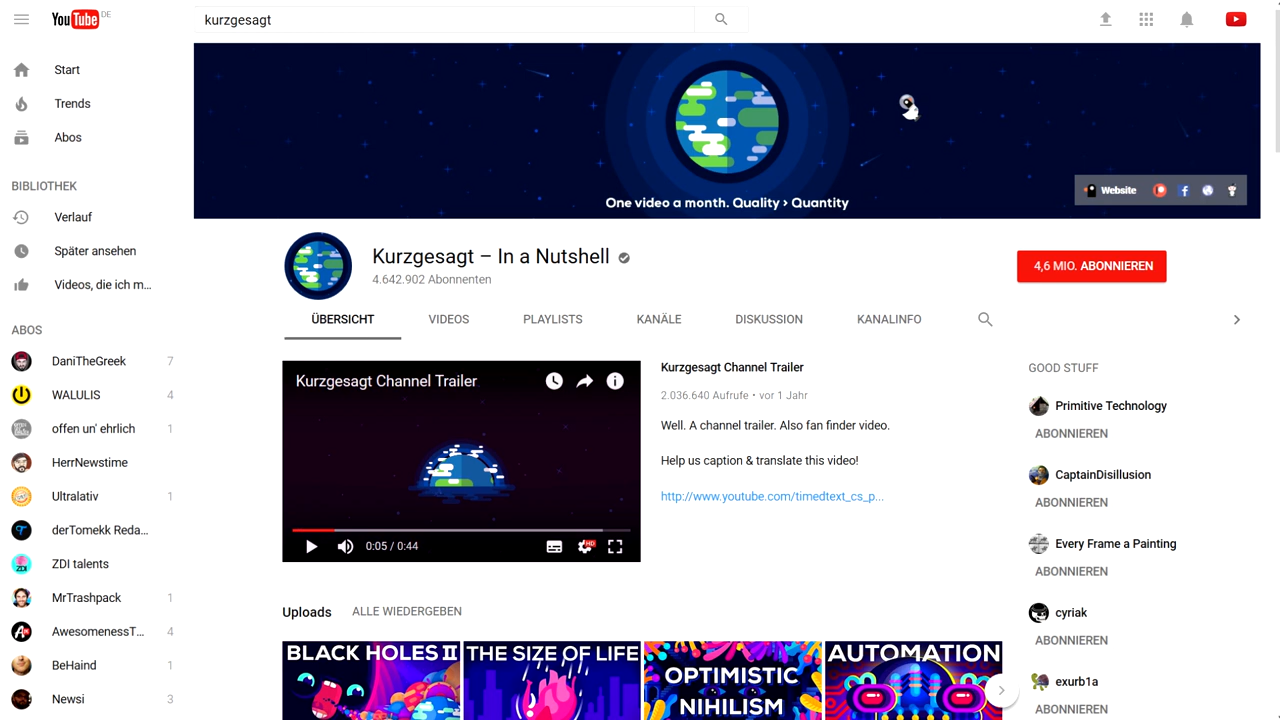 YouTube DE
kurzgesagt
Start
Trends
Abos
BIBLIOTHEK
Verlauf
Später ansehen
Videos, die ich m...
ABOS
DaniTheGreek 7
WALULIS 4
offen un' ehrlich 1
HerrNewstime
Ultralativ 1
derTomekk Reda...
ZDI talents
MrTrashpack 1
AwesomenessT... 4
BeHaind 1
Newsi 3
One video a month. Quality > Quantity
Website
Kurzgesagt – In a Nutshell
4.642.902 Abonnenten
4,6 MIO. ABONNIEREN
ÜBERSICHT
VIDEOS
PLAYLISTS
KANÄLE
DISKUSSION
KANALINFO
Kurzgesagt Channel Trailer
HD
0:05 / 0:44
Kurzgesagt Channel Trailer
2.036.640 Aufrufe • vor 1 Jahr
Well. A channel trailer. Also fan finder video.
Help us caption & translate this video!
http://www.youtube.com/timedtext_cs_p...
Uploads ALLE WIEDERGEBEN
BLACK HOLES II
THE SIZE OF LIFE
OPTIMISTIC
NIHILISM
AUTOMATION
GOOD STUFF
Primitive Technology
ABONNIEREN
CaptainDisillusion
ABONNIEREN
Every Frame a Painting
ABONNIEREN
cyriak
ABONNIEREN
exurb1a
ABONNIEREN